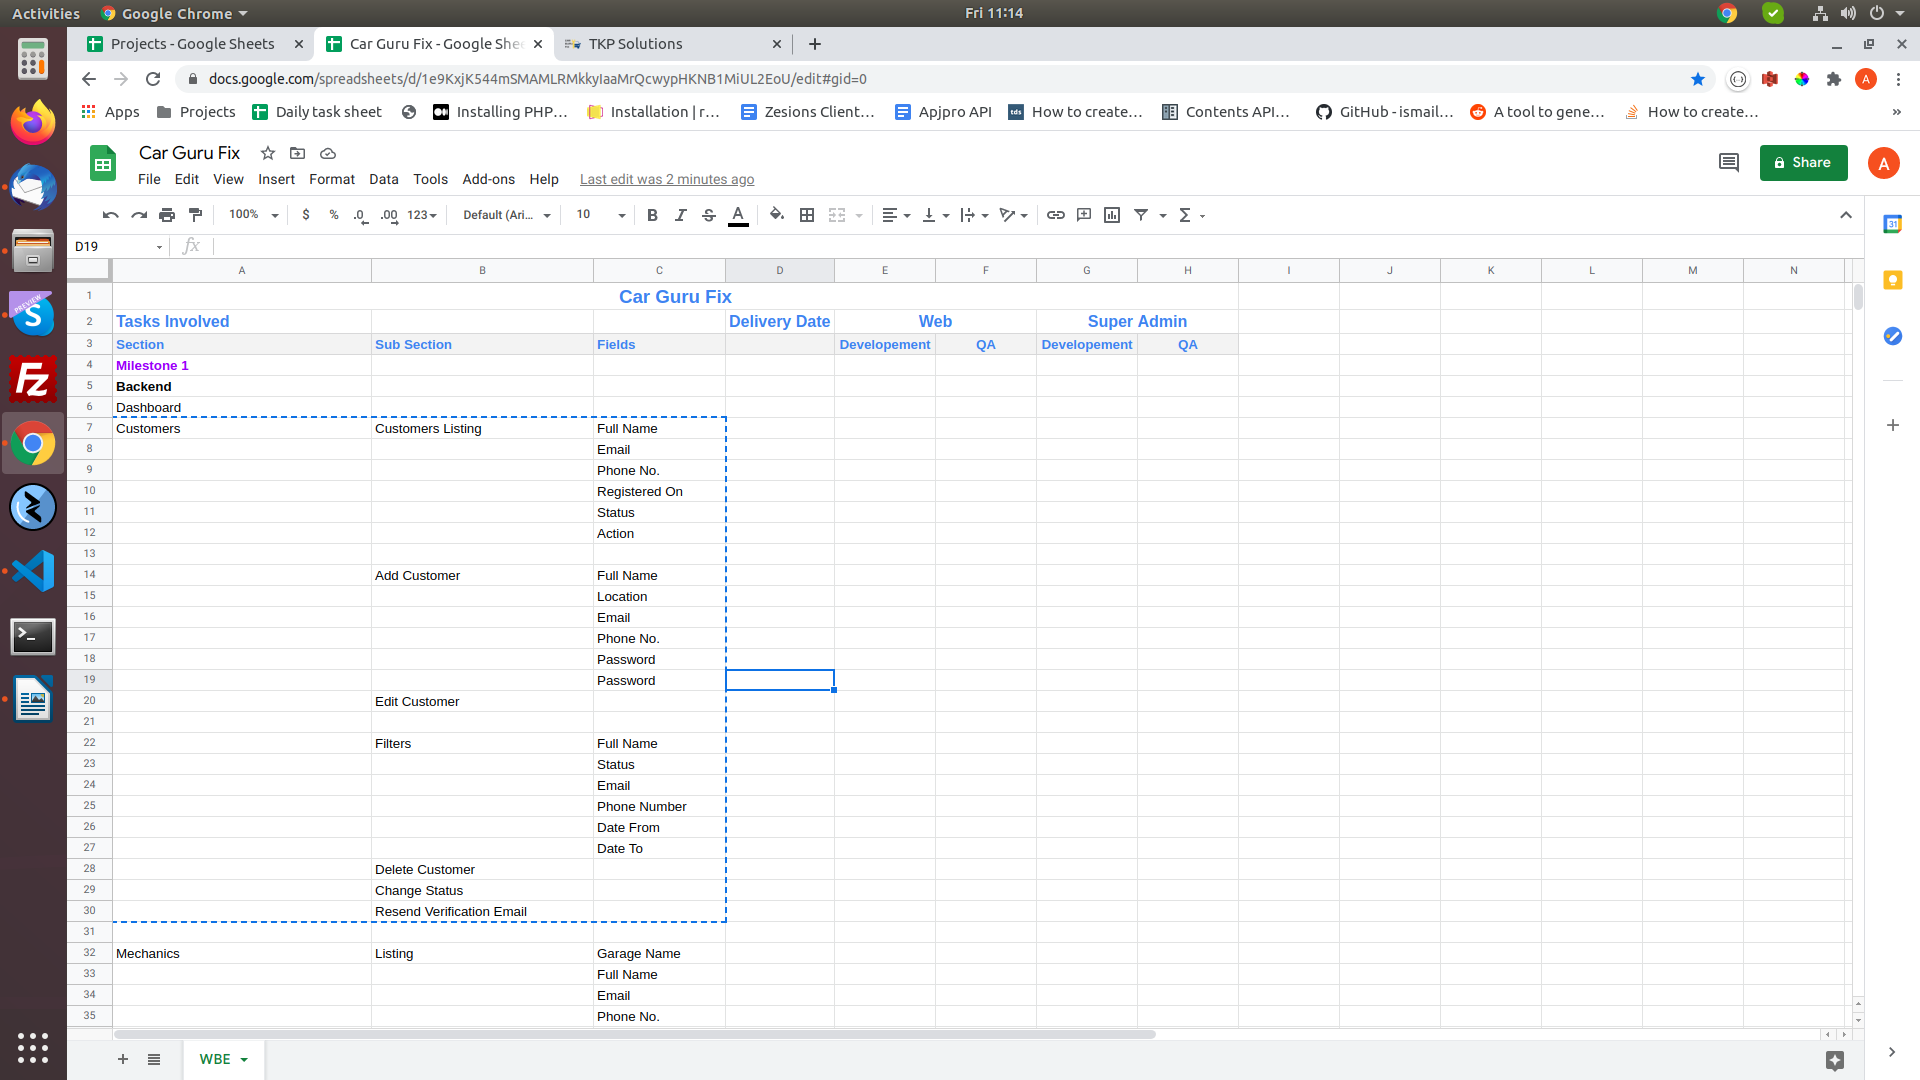 Activities Google Chrome Fri 11:14
Projects - Google Sheets Car Guru Fix - Google Shee TKP Solutions
docs.google.com/spreadsheets/d/1e9KxjK544mSMAMLRMkkyIaaMrQcwypHKNB1MiUL2EoU/edit#gid=0
Apps Projects Daily task sheet Installing PHP... Installation | r... Zesions Client... Apjpro API How to create... Contents API... GitHub - ismail... A tool to gene... How to create... »
Car Guru Fix
Share A
File Edit View Insert Format Data Tools Add-ons Help Last edit was 2 minutes ago
100% $ % .0 .00 123 Default (Ari... 10 B I S A Σ
D19 fx
A B C D E F G H I J K L M N
1 Car Guru Fix
2 Tasks Involved Delivery Date Web Super Admin
3 Section Sub Section Fields Developement QA Developement QA
4 Milestone 1
5 Backend
6 Dashboard
7 Customers Customers Listing Full Name
8 Email
9 Phone No.
10 Registered On
11 Status
12 Action
13
14 Add Customer Full Name
15 Location
16 Email
17 Phone No.
18 Password
19 Password
20 Edit Customer
21
22 Filters Full Name
23 Status
24 Email
25 Phone Number
26 Date From
27 Date To
28 Delete Customer
29 Change Status
30 Resend Verification Email
31
32 Mechanics Listing Garage Name
33 Full Name
34 Email
35 Phone No.
WBE